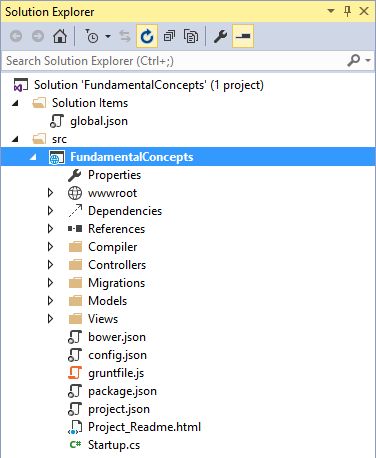 Solution Explorer
Search Solution Explorer (Ctrl+;)
Solution 'FundamentalConcepts' (1 project)
Solution Items
global.json
src
FundamentalConcepts
Properties
wwwroot
Dependencies
References
Compiler
Controllers
Migrations
Models
Views
bower.json
config.json
gruntfile.js
package.json
project.json
Project_Readme.html
Startup.cs